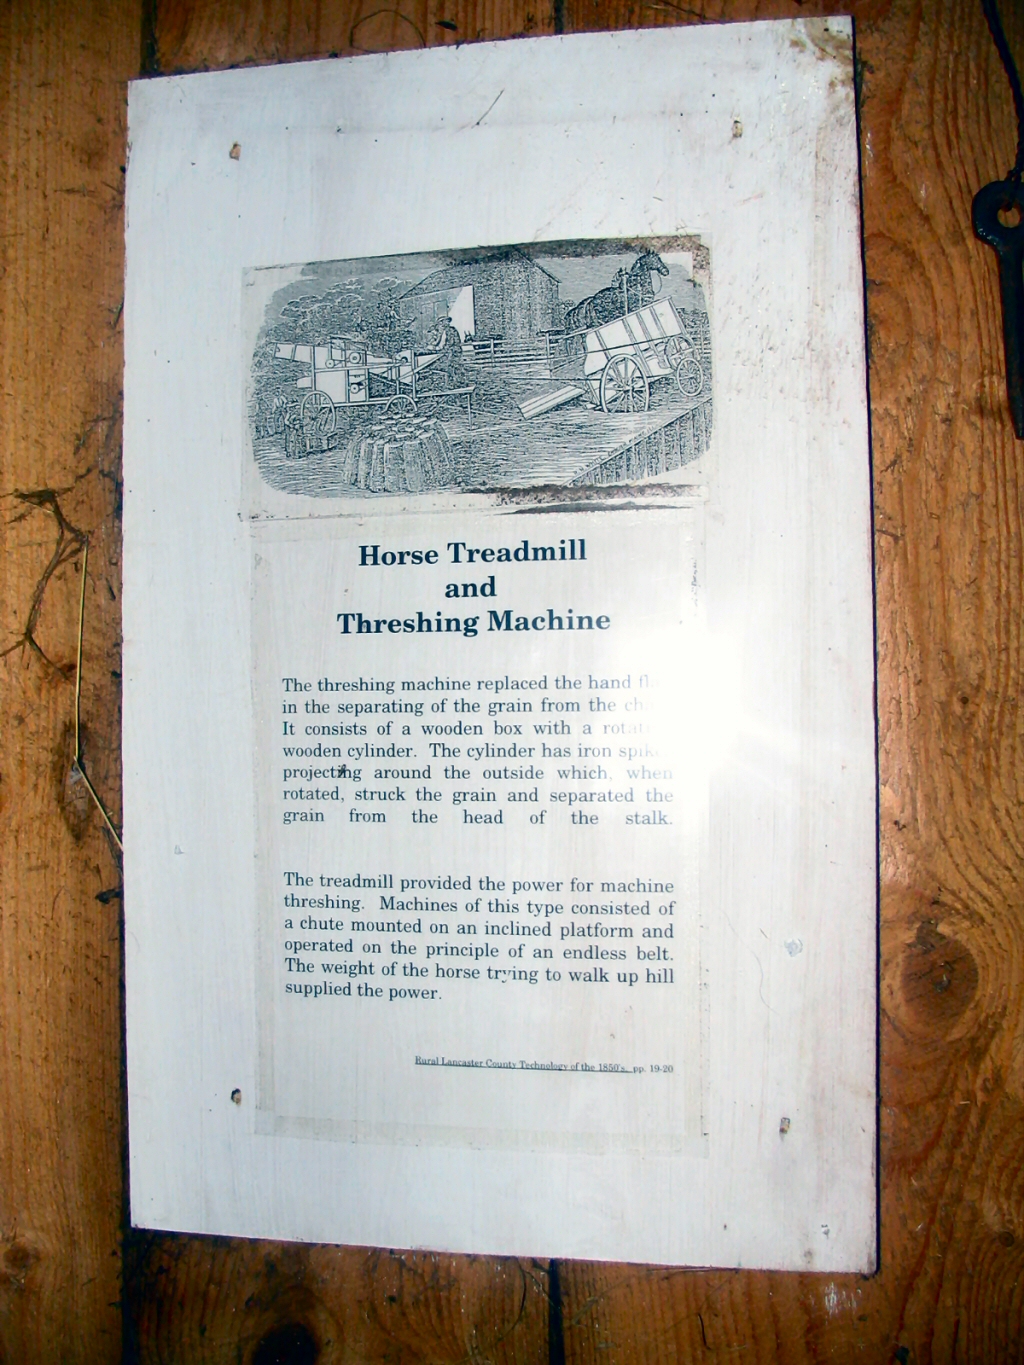 Horse Treadmill
and
Threshing Machine
The threshing machine replaced the hand
in the separating of the grain from the
It consists of a wooden box with a
wooden cylinder. The cylinder has iron
projecting around the outside which, when
rotated, struck the grain and separated the
grain from the head of the stalk.
The treadmill provided the power for machine
threshing. Machines of this type consisted of
a chute mounted on an inclined platform and
operated on the principle of an endless belt.
The weight of the horse trying to walk up hill
supplied the power.
Rural Lancaster County Technology of the 1850's, pp. 19-20